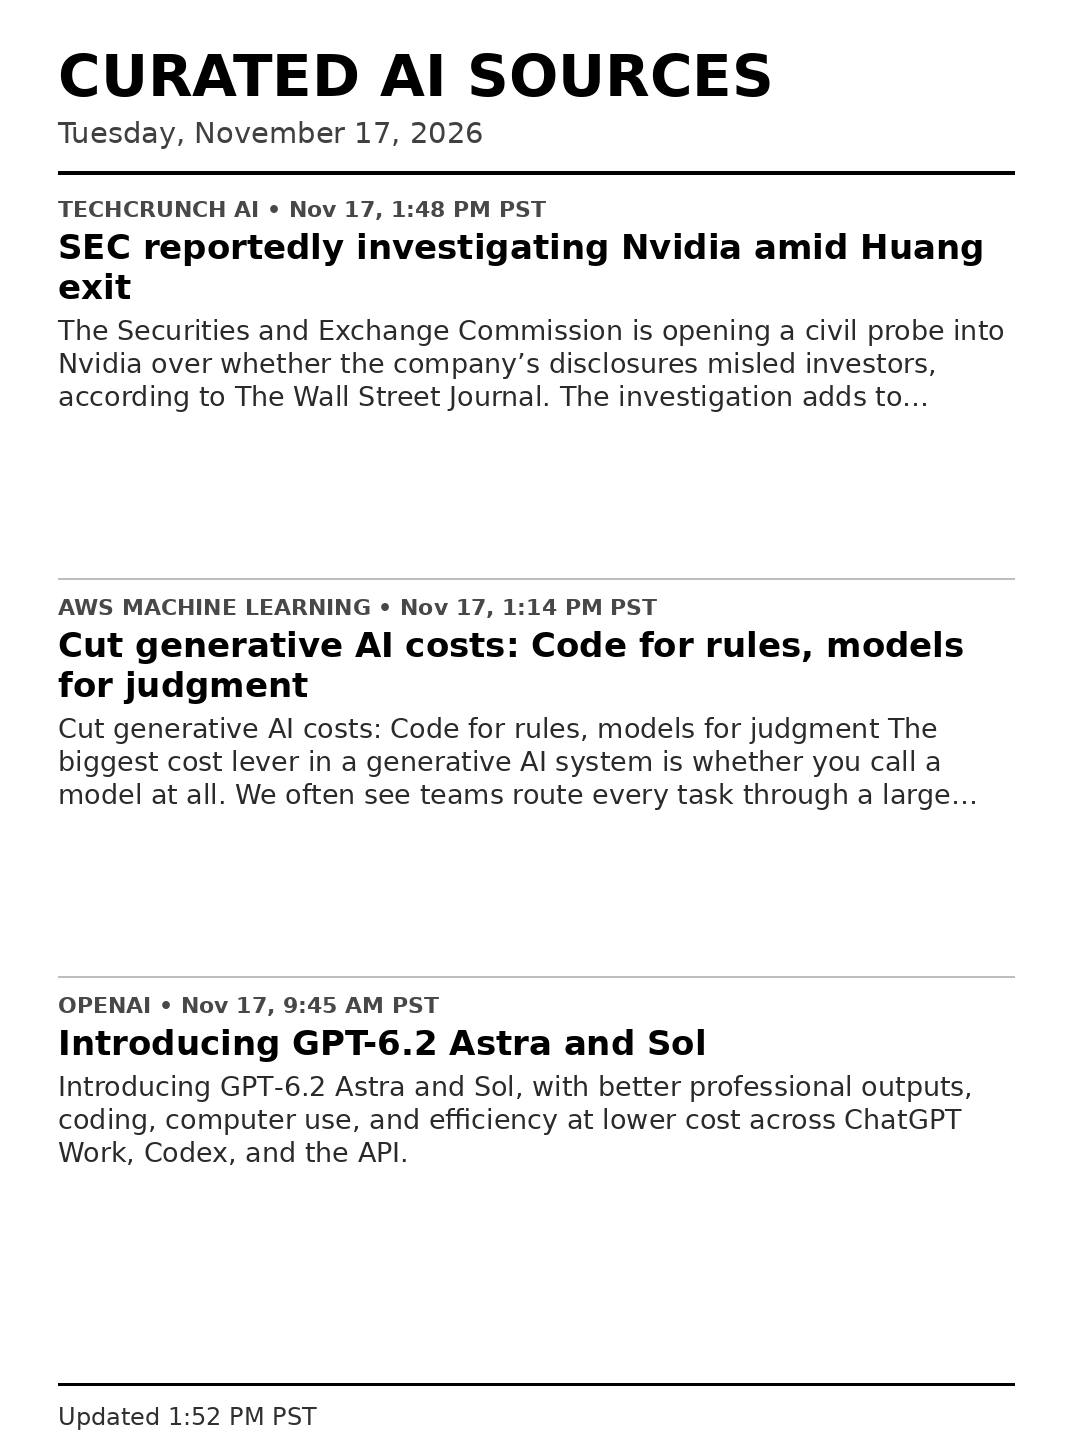 CURATED AI SOURCES
Tuesday, November 17, 2026
TECHCRUNCH AI • Nov 17, 1:48 PM PST
SEC reportedly investigating Nvidia amid Huang
exit
The Securities and Exchange Commission is opening a civil probe into
Nvidia over whether the company’s disclosures misled investors,
according to The Wall Street Journal. The investigation adds to…
AWS MACHINE LEARNING • Nov 17, 1:14 PM PST
Cut generative AI costs: Code for rules, models
for judgment
Cut generative AI costs: Code for rules, models for judgment The
biggest cost lever in a generative AI system is whether you call a
model at all. We often see teams route every task through a large…
OPENAI • Nov 17, 9:45 AM PST
Introducing GPT-6.2 Astra and Sol
Introducing GPT-6.2 Astra and Sol, with better professional outputs,
coding, computer use, and efficiency at lower cost across ChatGPT
Work, Codex, and the API.
Updated 1:52 PM PST